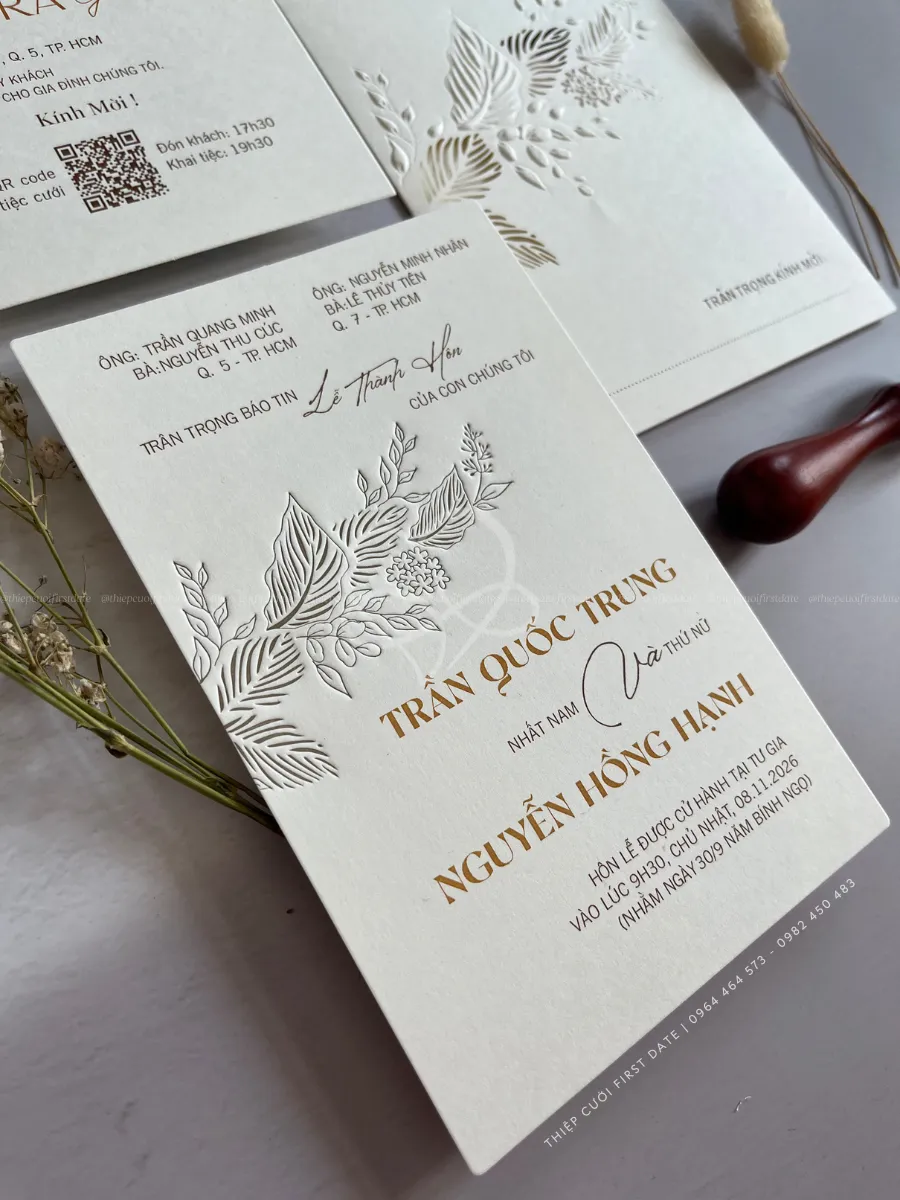 , Q. 5, TP. HCM
Ý KHÁCH
CHO GIA ĐÌNH CHÚNG TÔI.
Kính Mời !
QR code
tiệc cưới
Đón khách: 17h30
Khai tiệc: 19h30
TRÂN TRỌNG KÍNH MỜI:
ÔNG: TRẦN QUANG MINH
BÀ:NGUYỄN THU CÚC
Q. 5 - TP. HCM
ÔNG: NGUYỄN MINH NHÂN
BÀ:LÊ THỦY TIÊN
Q. 7 - TP. HCM
TRÂN TRỌNG BÁO TIN Lễ Thành Hôn CỦA CON CHÚNG TÔI
TRẦN QUỐC TRUNG
NHẤT NAM Và THỨ NỮ
NGUYỄN HỒNG HẠNH
HÔN LỄ ĐƯỢC CỬ HÀNH TẠI TƯ GIA
VÀO LÚC 9H30, CHỦ NHẬT, 08.11.2026
(NHẰM NGÀY 30/9 NĂM BÍNH NGỌ)
@thiepcuoifirstdate
THIỆP CƯỚI FIRST DATE | 0964 464 573 - 0982 450 483